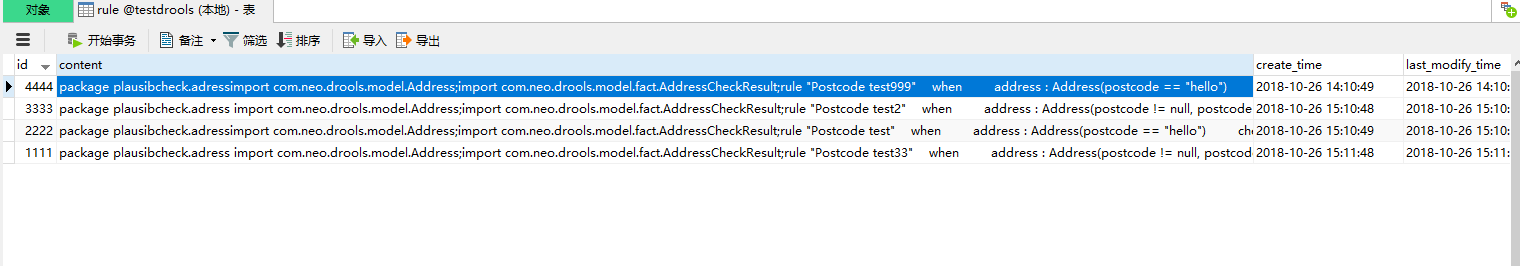 对象 rule @testdrools (本地) - 表
开始事务 备注 筛选 排序 导入 导出
id content create_time last_modify_time
4444 package plausibcheck.adressimport com.neo.drools.model.Address;import com.neo.drools.model.fact.AddressCheckResult;rule "Postcode test999" when address : Address(postcode == "hello") 2018-10-26 14:10:49 2018-10-26 14:10:
3333 package plausibcheck.adress import com.neo.drools.model.Address;import com.neo.drools.model.fact.AddressCheckResult;rule "Postcode test2" when address : Address(postcode != null, postcode 2018-10-26 15:10:48 2018-10-26 15:10:
2222 package plausibcheck.adressimport com.neo.drools.model.Address;import com.neo.drools.model.fact.AddressCheckResult;rule "Postcode test" when address : Address(postcode == "hello") che 2018-10-26 15:10:49 2018-10-26 15:10:
1111 package plausibcheck.adress import com.neo.drools.model.Address;import com.neo.drools.model.fact.AddressCheckResult;rule "Postcode test33" when address : Address(postcode != null, postcod 2018-10-26 15:11:48 2018-10-26 15:11: